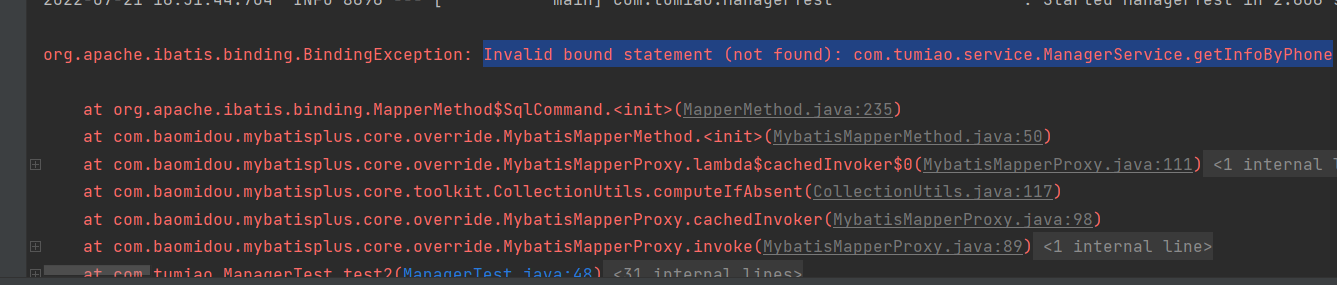 2022-07-21 16:51:44.764 INFO 8696 --- [ main] com.tumiao.ManagerTest : Started ManagerTest in 2.666 s
org.apache.ibatis.binding.BindingException: Invalid bound statement (not found): com.tumiao.service.ManagerService.getInfoByPhone
at org.apache.ibatis.binding.MapperMethod$SqlCommand.<init>(MapperMethod.java:235)
at com.baomidou.mybatisplus.core.override.MybatisMapperMethod.<init>(MybatisMapperMethod.java:50)
at com.baomidou.mybatisplus.core.override.MybatisMapperProxy.lambda$cachedInvoker$0(MybatisMapperProxy.java:111) <1 internal l
at com.baomidou.mybatisplus.core.toolkit.CollectionUtils.computeIfAbsent(CollectionUtils.java:117)
at com.baomidou.mybatisplus.core.override.MybatisMapperProxy.cachedInvoker(MybatisMapperProxy.java:98)
at com.baomidou.mybatisplus.core.override.MybatisMapperProxy.invoke(MybatisMapperProxy.java:89) <1 internal line>
at com.tumiao.ManagerTest.test2(ManagerTest.java:48) <31 internal lines>